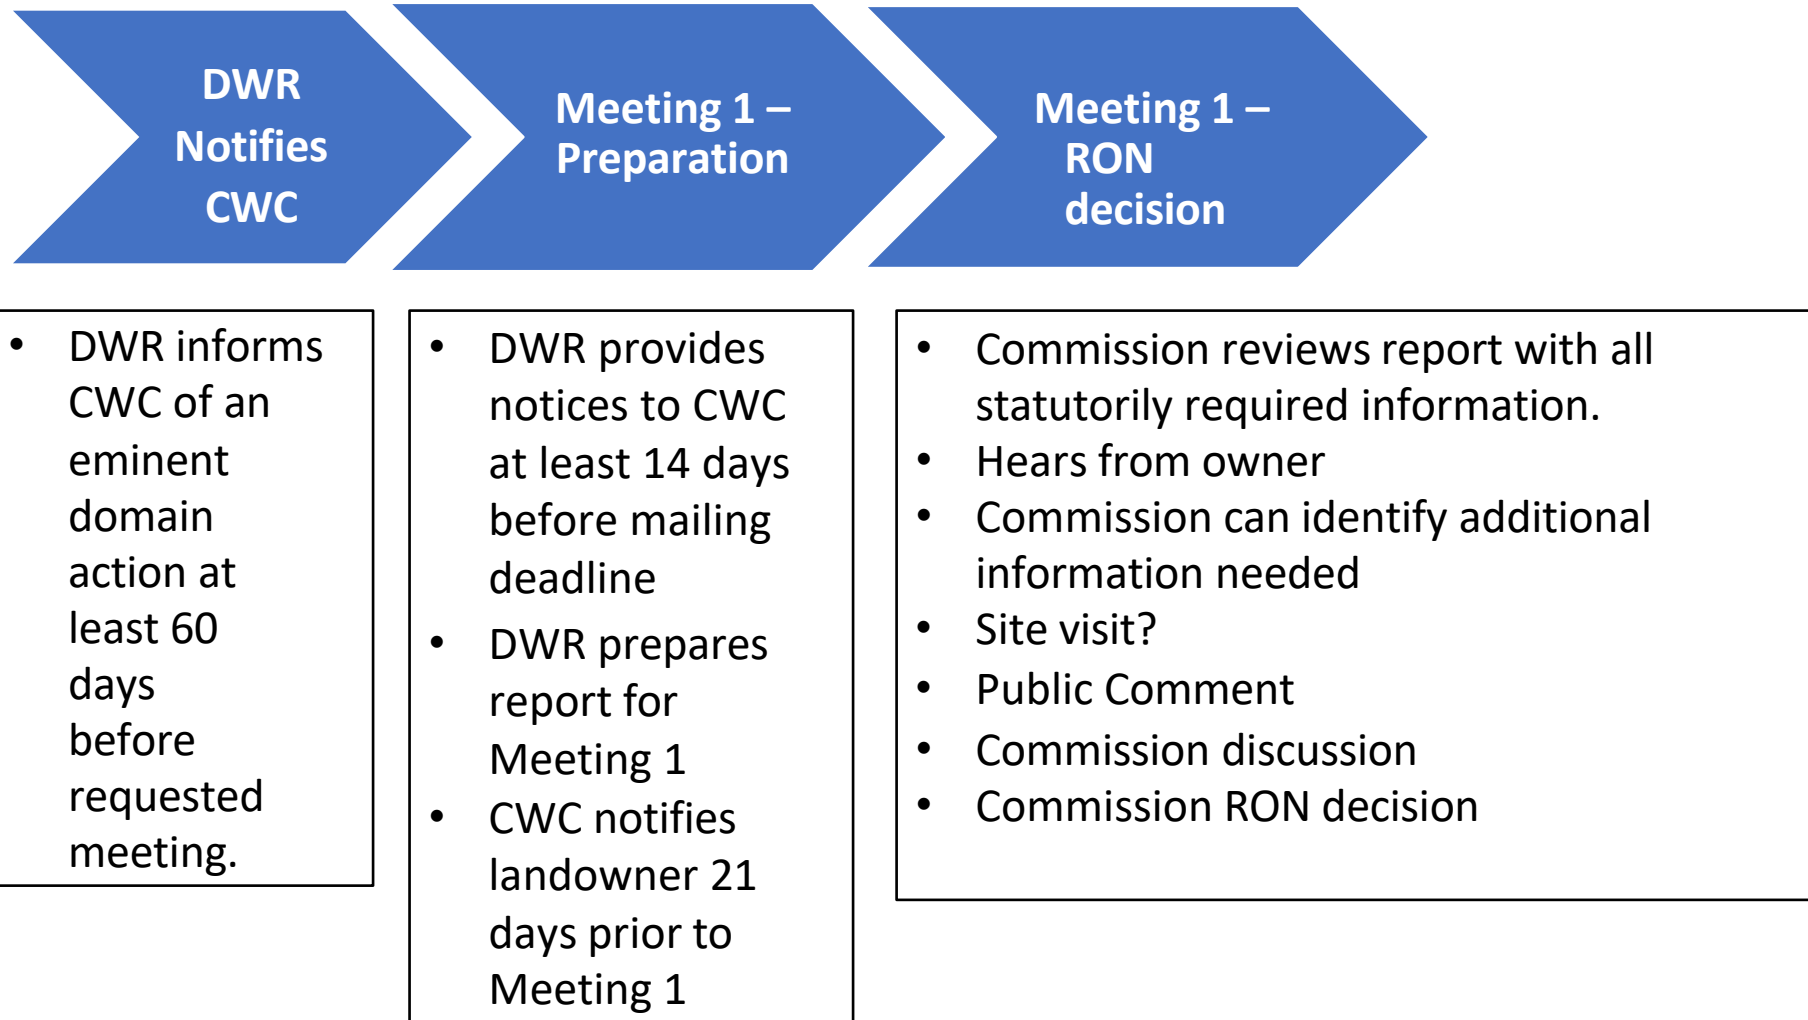 DWR
Notifies
CWC
Meeting 1 –
Preparation
Meeting 1 –
RON
decision
• DWR informs
CWC of an
eminent
domain
action at
least 60
days
before
requested
meeting.
• DWR provides
notices to CWC
at least 14 days
before mailing
deadline
• DWR prepares
report for
Meeting 1
• CWC notifies
landowner 21
days prior to
Meeting 1
• Commission reviews report with all
statutorily required information.
• Hears from owner
• Commission can identify additional
information needed
• Site visit?
• Public Comment
• Commission discussion
• Commission RON decision